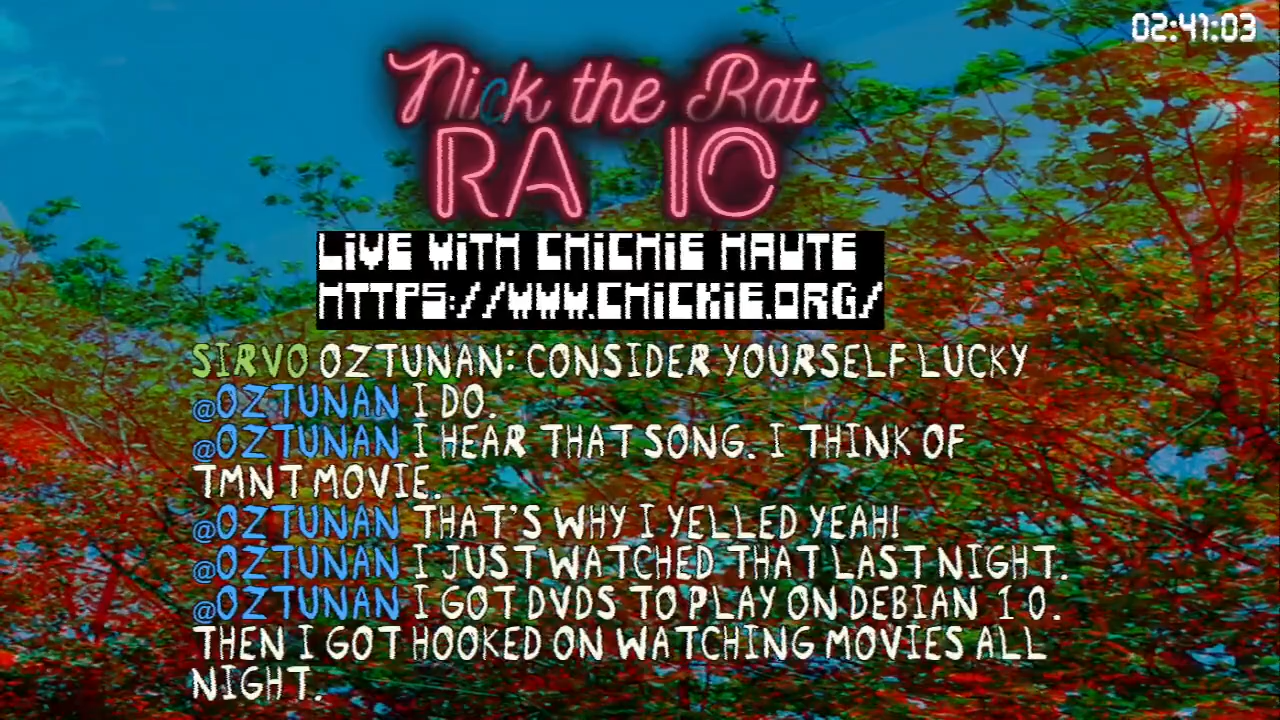 02:41:03
Nick the Rat
RA IO
LIVE WITH CHICHIE HAUTE
HTTPS://WWW.CHICKIE.ORG/
SIRVO OZTUNAN: CONSIDER YOURSELF LUCKY
@OZTUNAN I DO.
@OZTUNAN I HEAR THAT SONG. I THINK OF
TMNT MOVIE.
@OZTUNAN THAT'S WHY I YELLED YEAH!
@OZTUNAN I JUST WATCHED THAT LAST NIGHT.
@OZTUNAN I GOT DVDS TO PLAY ON DEBIAN 10.
THEN I GOT HOOKED ON WATCHING MOVIES ALL
NIGHT.